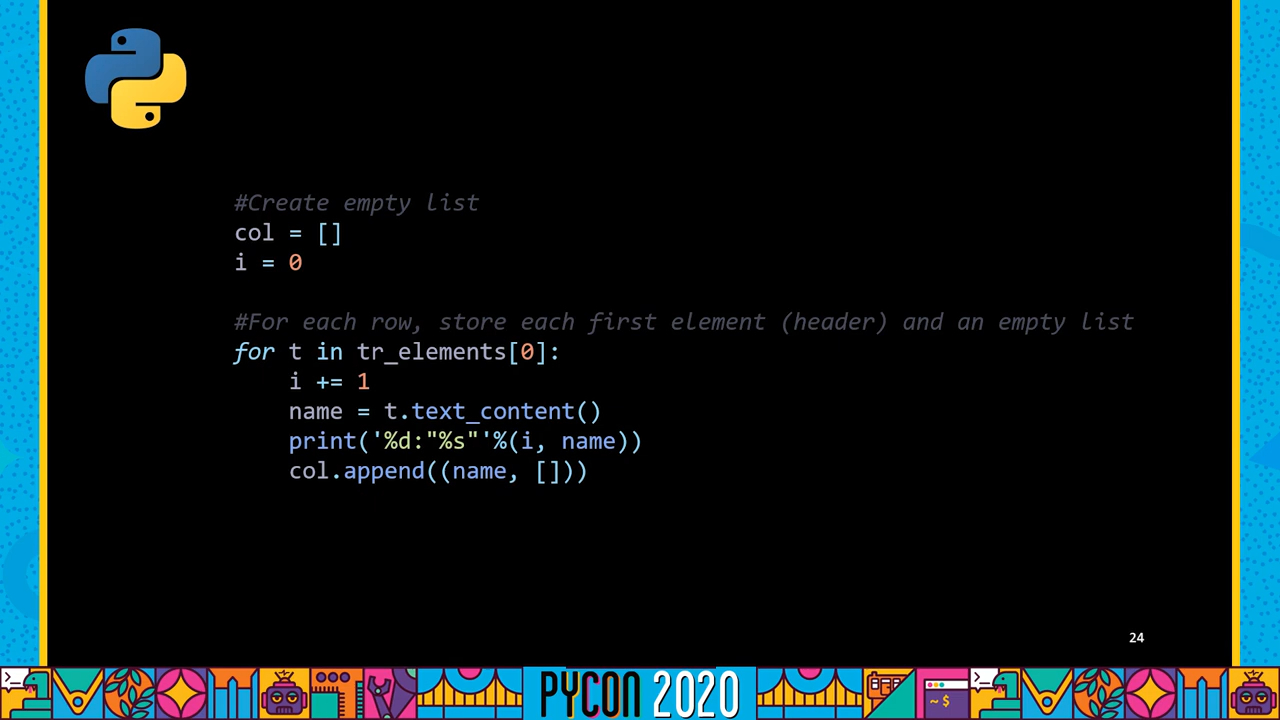 #Create empty list
col = []
i = 0
#For each row, store each first element (header) and an empty list
for t in tr_elements[0]:
    i += 1
    name = t.text_content()
    print('%d:"%s"'%(i, name))
    col.append((name, []))
24
>_
PYCON 2020
~$
>_